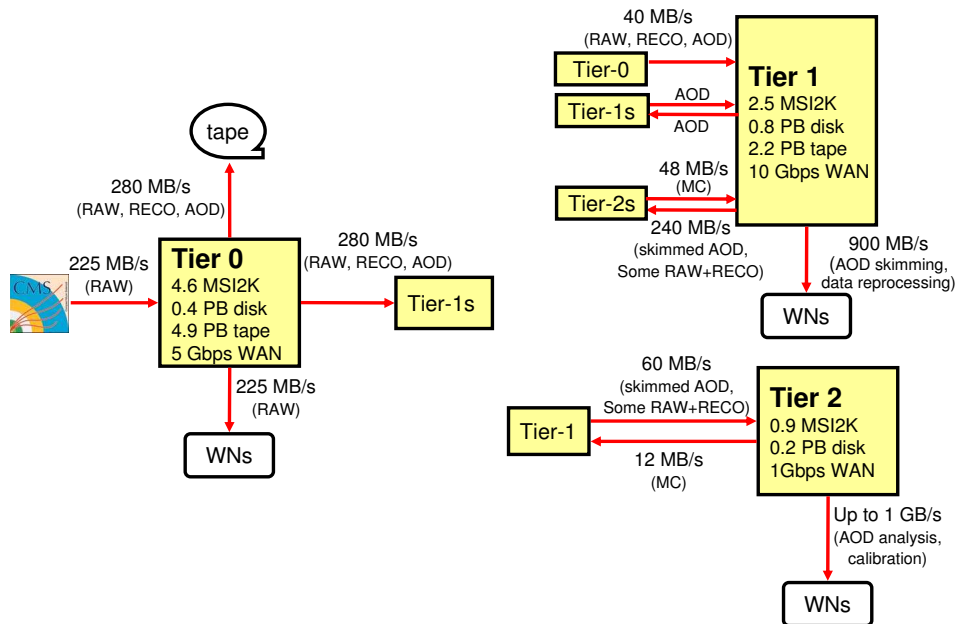 tape
280 MB/s
(RAW, RECO, AOD)
225 MB/s
(RAW)
CMS
Tier 0
4.6 MSI2K
0.4 PB disk
4.9 PB tape
5 Gbps WAN
280 MB/s
(RAW, RECO, AOD)
Tier-1s
225 MB/s
(RAW)
WNs
40 MB/s
(RAW, RECO, AOD)
Tier-0
Tier-1s
AOD
AOD
Tier-2s
48 MB/s
(MC)
240 MB/s
(skimmed AOD,
Some RAW+RECO)
Tier 1
2.5 MSI2K
0.8 PB disk
2.2 PB tape
10 Gbps WAN
900 MB/s
(AOD skimming,
data reprocessing)
WNs
60 MB/s
(skimmed AOD,
Some RAW+RECO)
Tier-1
12 MB/s
(MC)
Tier 2
0.9 MSI2K
0.2 PB disk
1Gbps WAN
Up to 1 GB/s
(AOD analysis,
calibration)
WNs